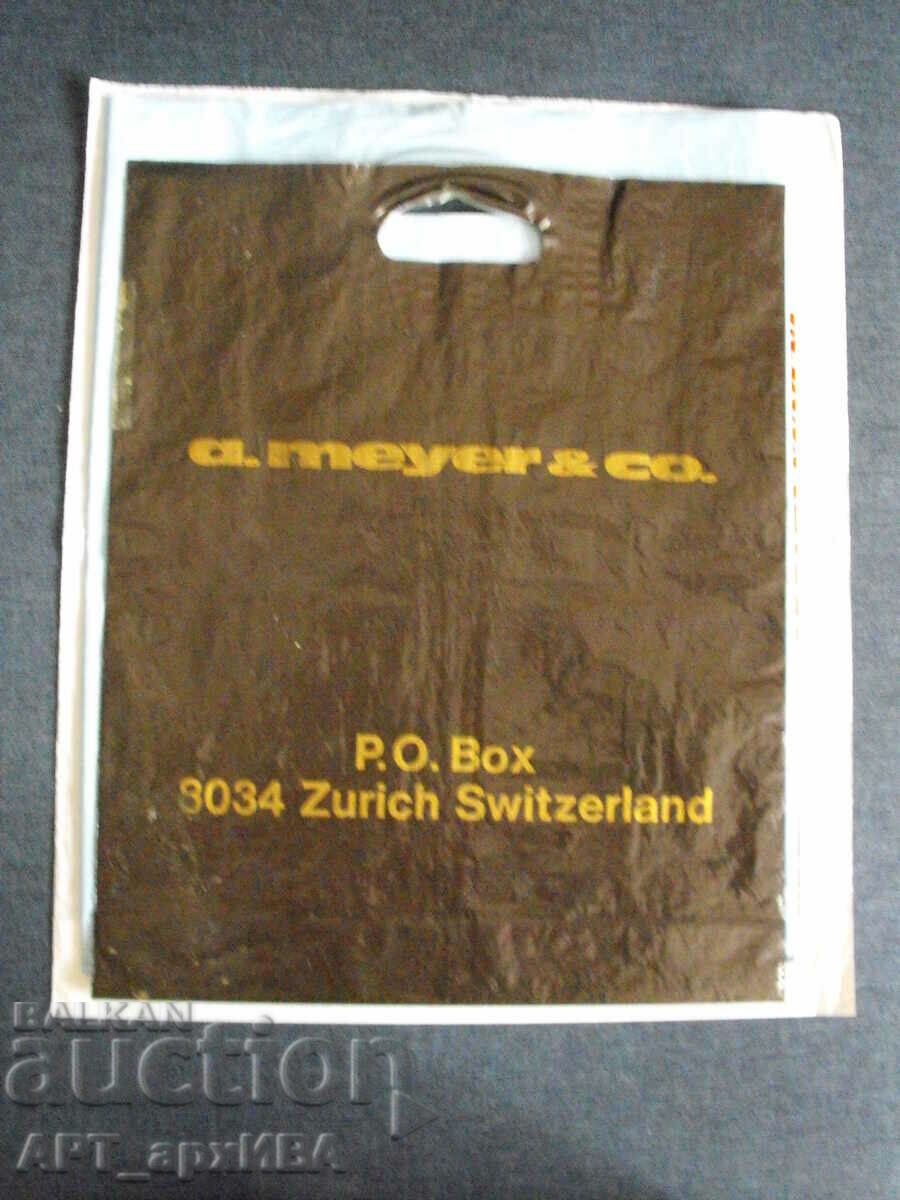 a. meyer & co.
P.O. Box
8034 Zurich Switzerland
BALKAN
auction
АРТ_архИВА